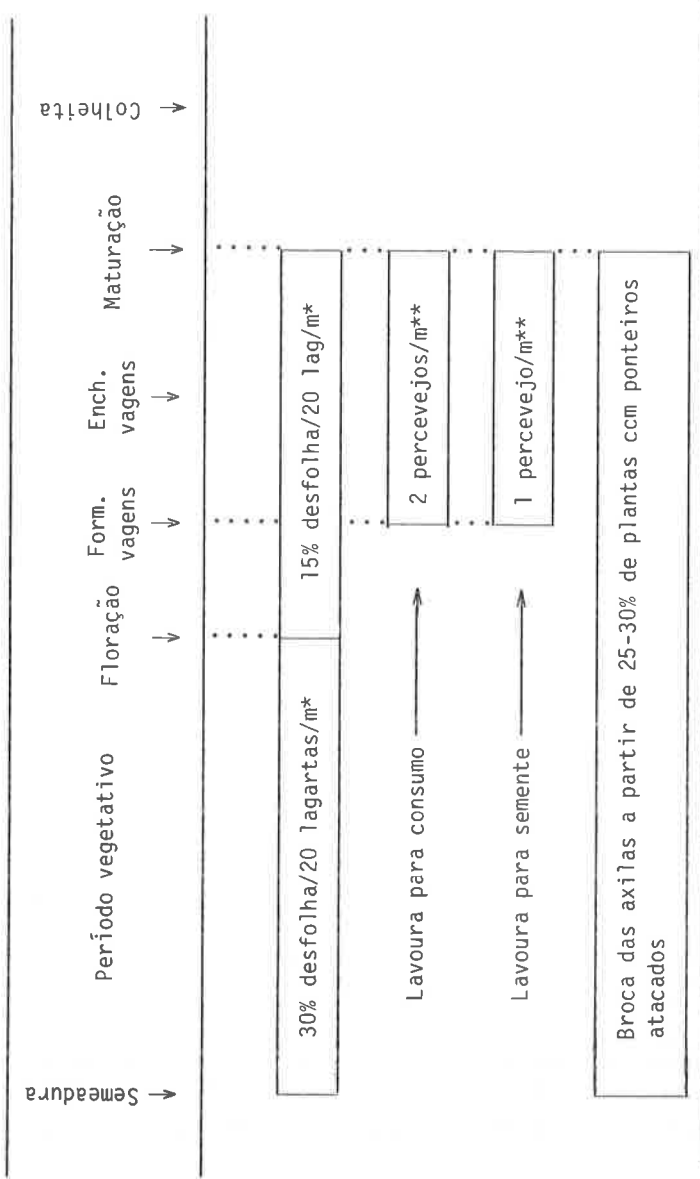 Semeadura
Período vegetativo
Floração
Form.
vagens
Ench.
vagens
Maturação
Colheita
30% desfolha/20 lagartas/m*
15% desfolha/20 lag/m*
Lavoura para consumo
2 percevejos/m**
Lavoura para semente
1 percevejo/m**
Broca das axilas a partir de 25-30% de plantas com ponteiros
atacados